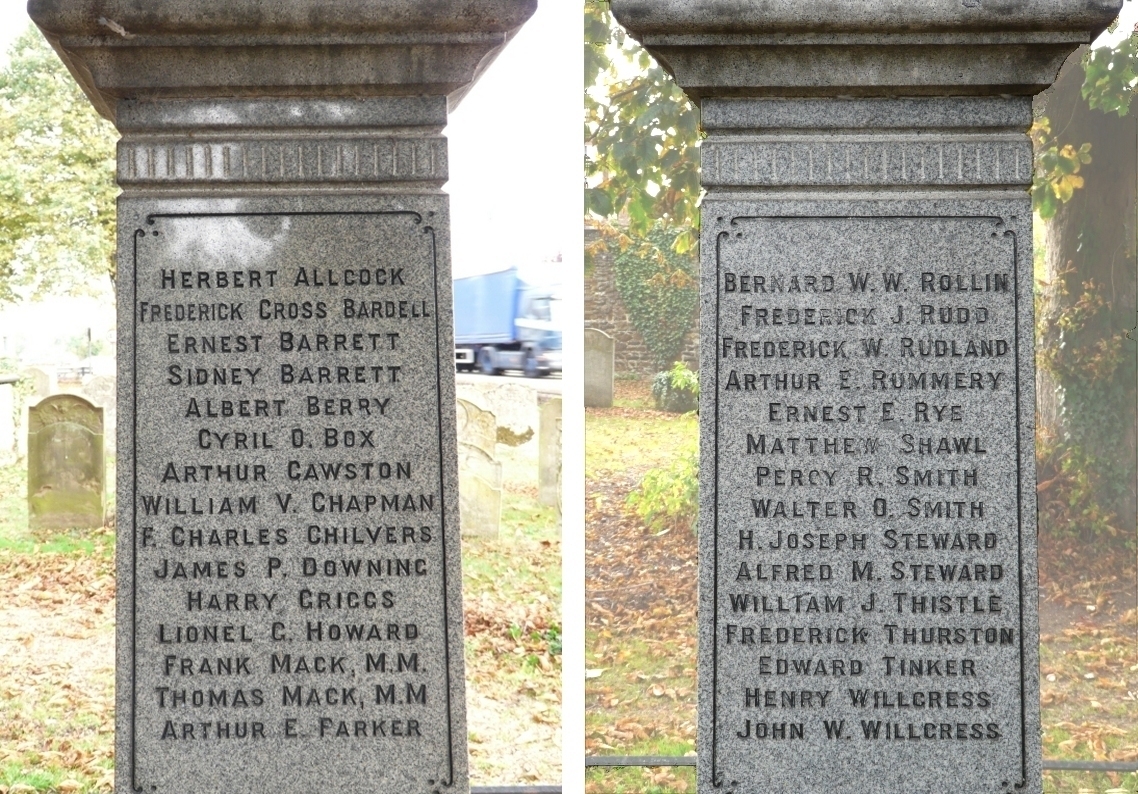 HERBERT ALLCOCK
FREDERICK CROSS BARDELL
ERNEST BARRETT
SIDNEY BARRETT
ALBERT BERRY
CYRIL O. BOX
ARTHUR CAWSTON
WILLIAM V. CHAPMAN
F. CHARLES CHILVERS
JAMES P. DOWNING
HARRY GRIGGS
LIONEL G. HOWARD
FRANK MACK, M.M.
THOMAS MACK, M.M
ARTHUR E. PARKER
BERNARD W. W. ROLLIN
FREDERICK J. RUDD
FREDERICK W. RUDLAND
ARTHUR E. RUMMERY
ERNEST E. RYE
MATTHEW SHAWL
PERCY R. SMITH
WALTER O. SMITH
H. JOSEPH STEWARD
ALFRED M. STEWARD
WILLIAM J. THISTLE
FREDERICK THURSTON
EDWARD TINKER
HENRY WILLGRESS
JOHN W. WILLGRESS